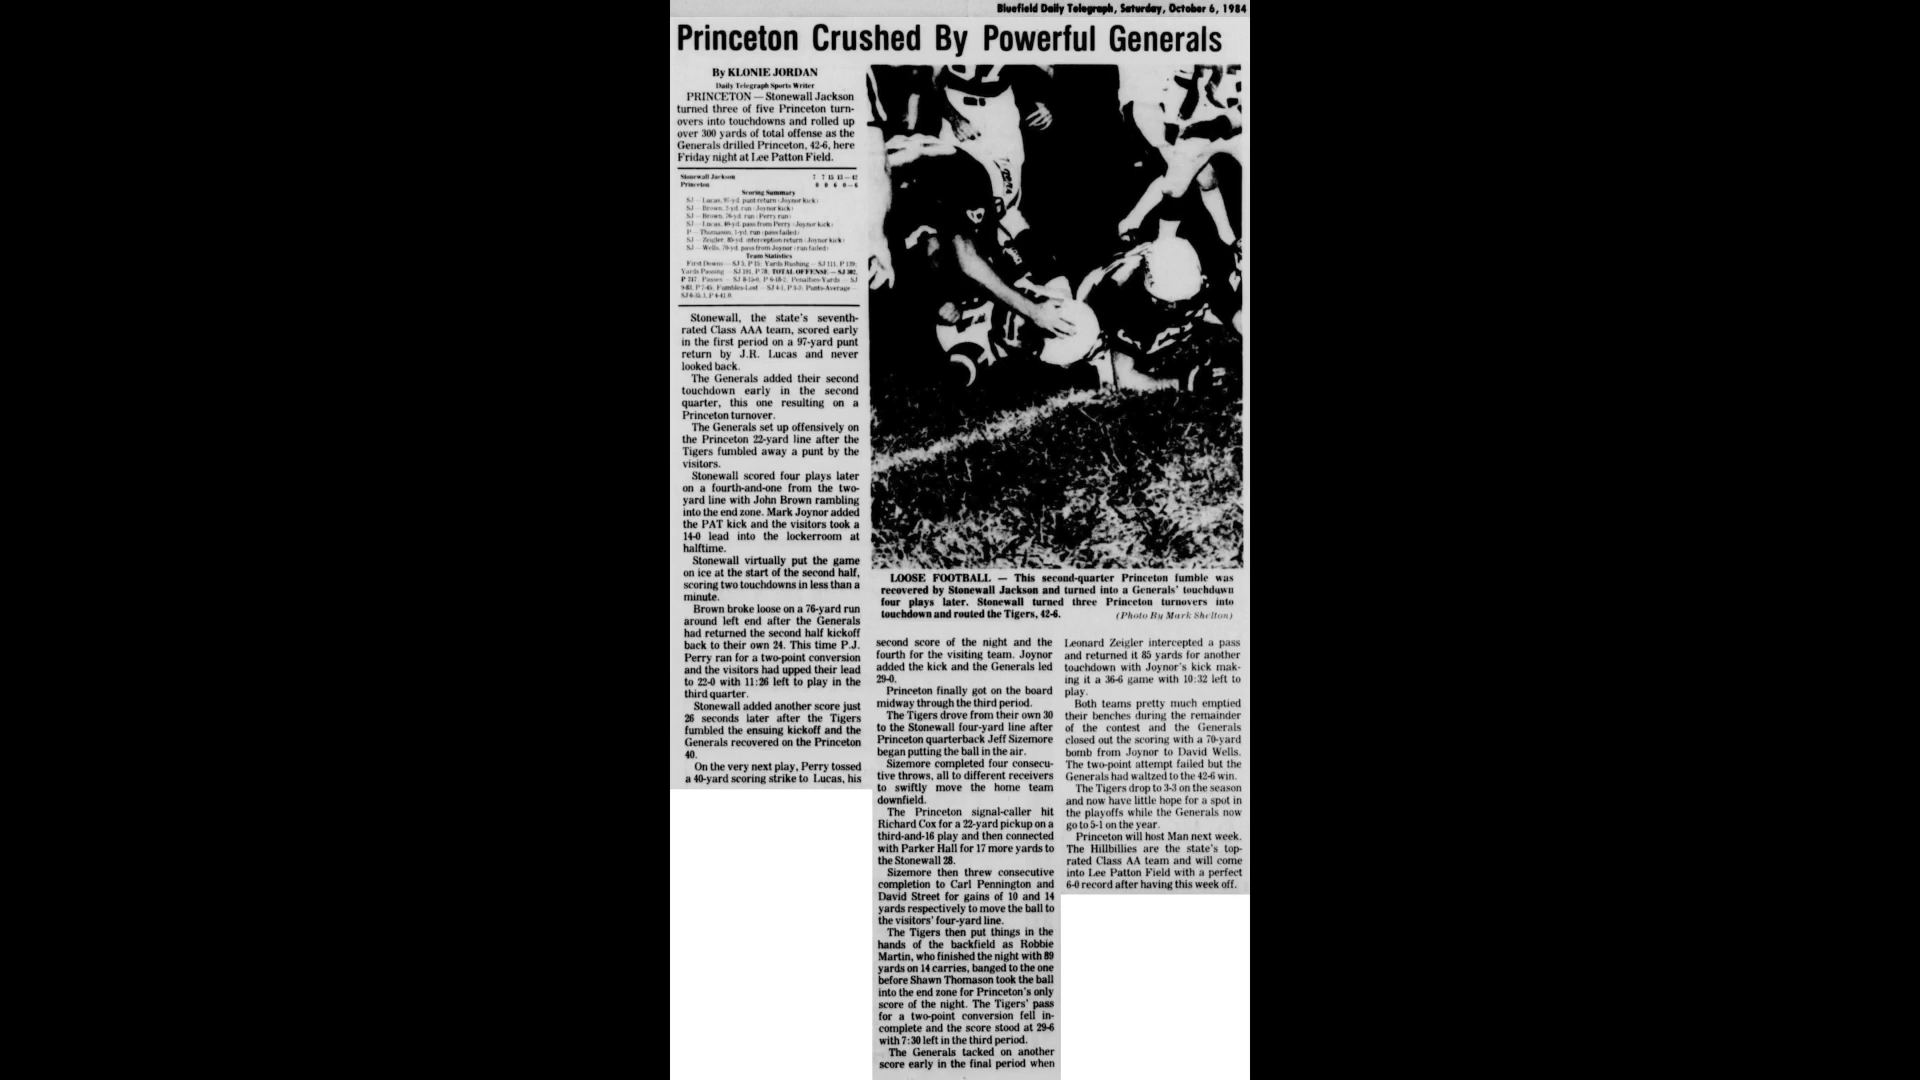 Bluefield Daily Telegraph, Saturday, October 6, 1984
Princeton Crushed By Powerful Generals
By KLONIE JORDAN
Daily Telegraph Sports Writer
PRINCETON — Stonewall Jackson
turned three of five Princeton turn-
overs into touchdowns and rolled up
over 300 yards of total offense as the
Generals drilled Princeton, 42-6, here
Friday night at Lee Patton Field.
Stonewall Jackson 7 7 15 13 — 42
Princeton 0 0 6 0 — 6
Scoring Summary
SJ — Lucas, 97-yd. punt return (Joynor kick)
SJ — Brown, 2-yd. run (Joynor kick)
SJ — Brown, 76-yd. run (Perry run)
SJ — Lucas, 40-yd. pass from Perry (Joynor kick)
P — Thomason, 1-yd. run (pass failed)
SJ — Zeigler, 85-yd. interception return (Joynor kick)
SJ — Wells, 70-yd. pass from Joynor (run failed)
Team Statistics
First Downs — SJ 5, P 15; Yards Rushing — SJ 111, P 139;
Yards Passing — SJ 191, P 78; TOTAL OFFENSE — SJ 302,
P 217; Passes — SJ Penalties-Yards — SJ
P 7-45; Fumbles-Lost — SJ 4-1, P Punts-Average —
SJ
Stonewall, the state's seventh-
rated Class AAA team, scored early
in the first period on a 97-yard punt
return by J.R. Lucas and never
looked back.
The Generals added their second
touchdown early in the second
quarter, this one resulting on a
Princeton turnover.
The Generals set up offensively on
the Princeton 22-yard line after the
Tigers fumbled away a punt by the
visitors.
Stonewall scored four plays later
on a fourth-and-one from the two-
yard line with John Brown rambling
into the end zone. Mark Joynor added
the PAT kick and the visitors took a
14-0 lead into the lockerroom at
halftime.
Stonewall virtually put the game
on ice at the start of the second half,
scoring two touchdowns in less than a
minute.
Brown broke loose on a 76-yard run
around left end after the Generals
had returned the second half kickoff
back to their own 24. This time P.J.
Perry ran for a two-point conversion
and the visitors had upped their lead
to 22-0 with 11:26 left to play in the
third quarter.
Stonewall added another score just
26 seconds later after the Tigers
fumbled the ensuing kickoff and the
Generals recovered on the Princeton
40.
On the very next play, Perry tossed
a 40-yard scoring strike to Lucas, his
LOOSE FOOTBALL — This second-quarter Princeton fumble was
recovered by Stonewall Jackson and turned into a Generals' touchdown
four plays later. Stonewall turned three Princeton turnovers into
touchdown and routed the Tigers, 42-6. (Photo By Mark Shelton)
second score of the night and the
fourth for the visiting team. Joynor
added the kick and the Generals led
29-0.
Princeton finally got on the board
midway through the third period.
The Tigers drove from their own 30
to the Stonewall four-yard line after
Princeton quarterback Jeff Sizemore
began putting the ball in the air.
Sizemore completed four consecu-
tive throws, all to different receivers
to swiftly move the home team
downfield.
The Princeton signal-caller hit
Richard Cox for a 22-yard pickup on a
third-and-16 play and then connected
with Parker Hall for 17 more yards to
the Stonewall 28.
Sizemore then threw consecutive
completion to Carl Pennington and
David Street for gains of 10 and 14
yards respectively to move the ball to
the visitors' four-yard line.
The Tigers then put things in the
hands of the backfield as Robbie
Martin, who finished the night with 89
yards on 14 carries, banged to the one
before Shawn Thomason took the ball
into the end zone for Princeton's only
score of the night. The Tigers' pass
for a two-point conversion fell in-
complete and the score stood at 29-6
with 7:30 left in the third period.
The Generals tacked on another
score early in the final period when
Leonard Zeigler intercepted a pass
and returned it 85 yards for another
touchdown with Joynor's kick mak-
ing it a 36-6 game with 10:32 left to
play.
Both teams pretty much emptied
their benches during the remainder
of the contest and the Generals
closed out the scoring with a 70-yard
bomb from Joynor to David Wells.
The two-point attempt failed but the
Generals had waltzed to the 42-6 win.
The Tigers drop to 3-3 on the season
and now have little hope for a spot in
the playoffs while the Generals now
go to 5-1 on the year.
Princeton will host Man next week.
The Hillbillies are the state's top-
rated Class AA team and will come
into Lee Patton Field with a perfect
6-0 record after having this week off.